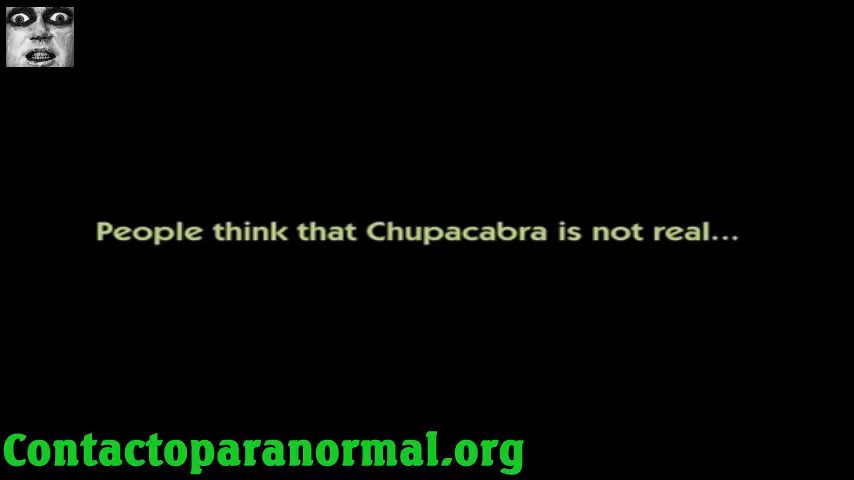 People think that Chupacabra is not real...
Contactoparanormal.org